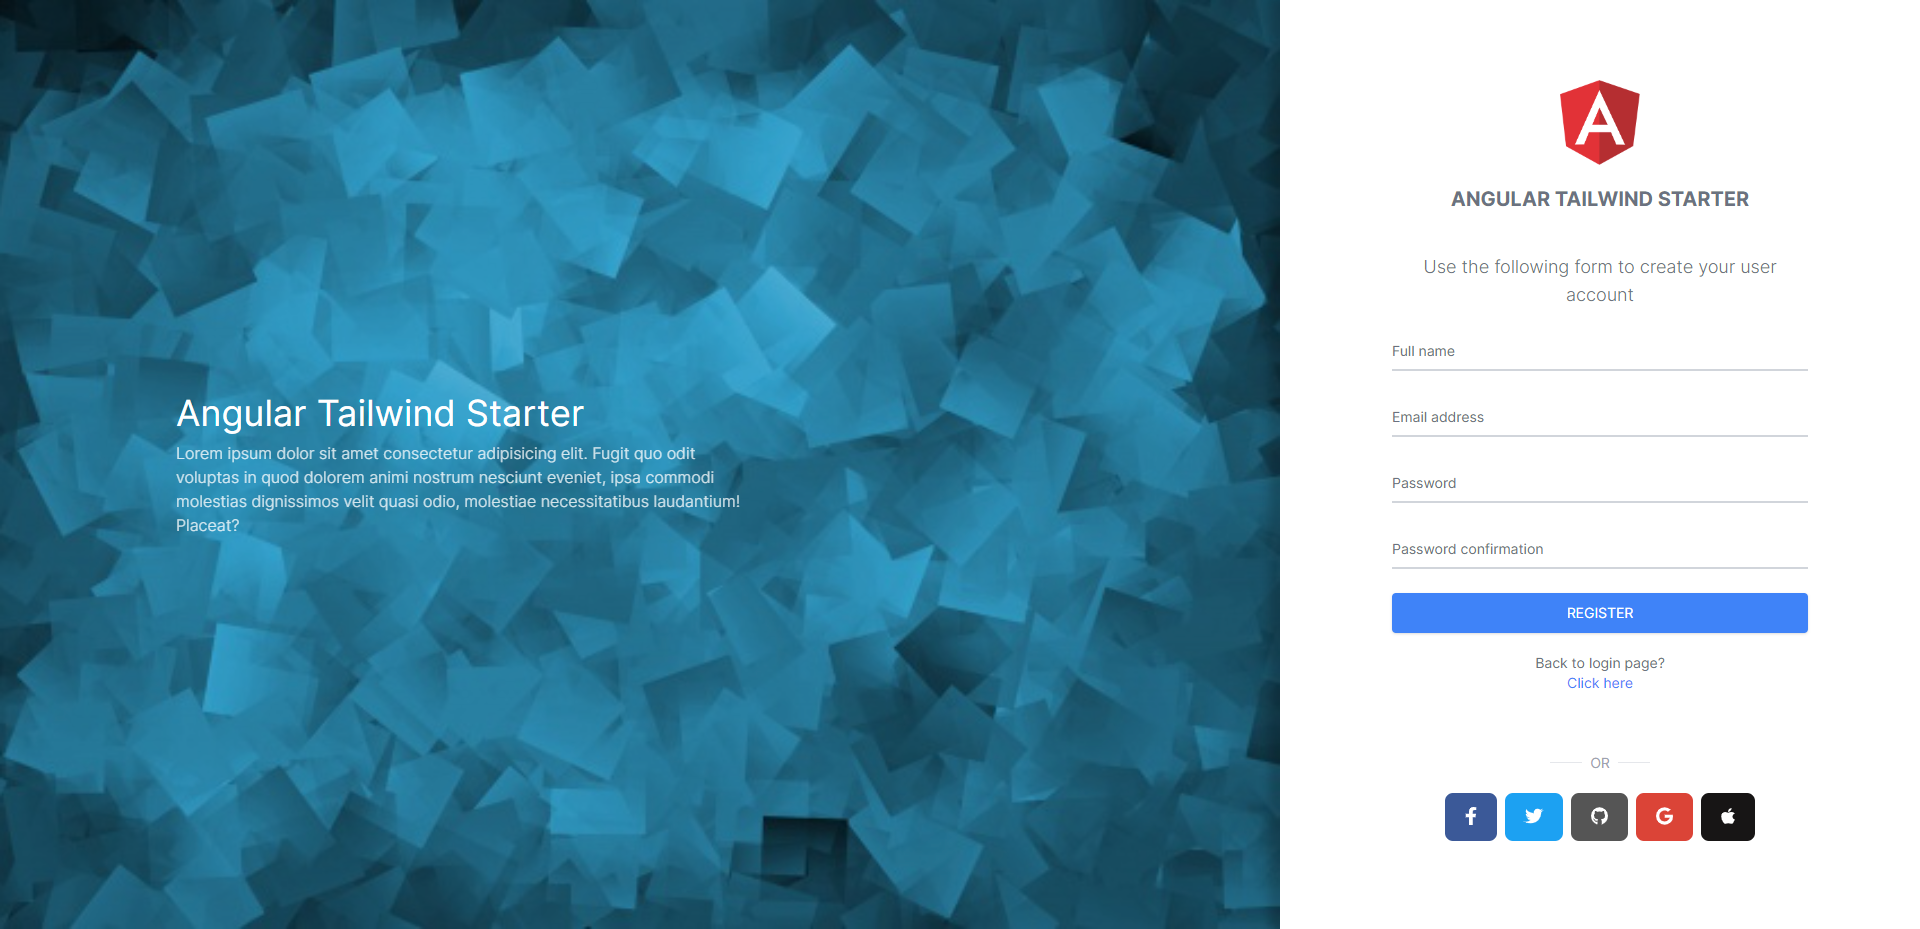 Angular Tailwind Starter
Lorem ipsum dolor sit amet consectetur adipisicing elit. Fugit quo odit
voluptas in quod dolorem animi nostrum nesciunt eveniet, ipsa commodi
molestias dignissimos velit quasi odio, molestiae necessitatibus laudantium!
Placeat?
A
ANGULAR TAILWIND STARTER
Use the following form to create your user
account
Full name
Email address
Password
Password confirmation
REGISTER
Back to login page?
Click here
OR